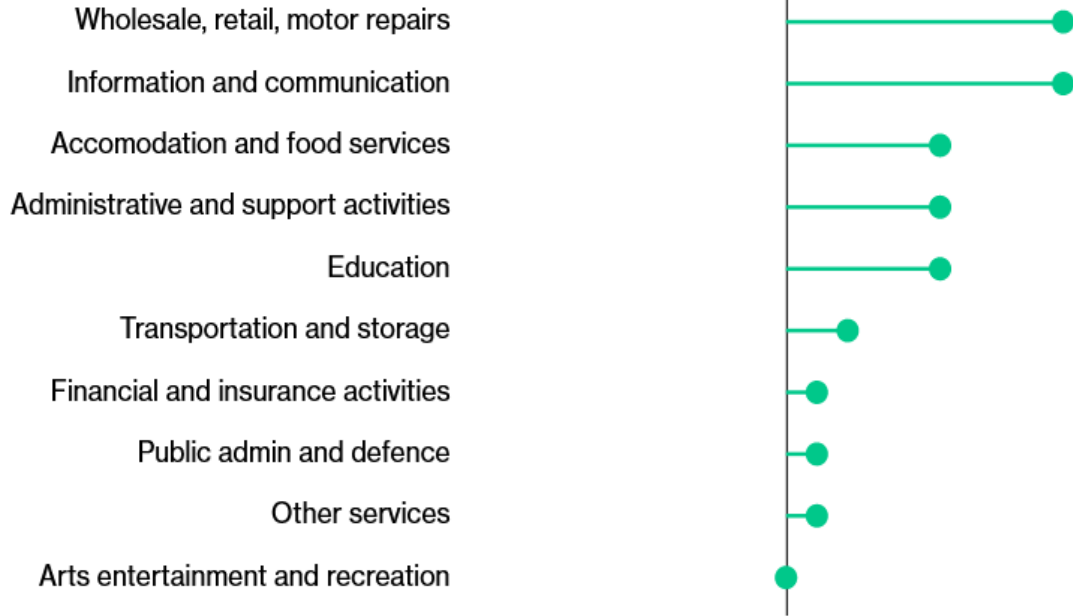 Wholesale, retail, motor repairs
Information and communication
Accomodation and food services
Administrative and support activities
Education
Transportation and storage
Financial and insurance activities
Public admin and defence
Other services
Arts entertainment and recreation